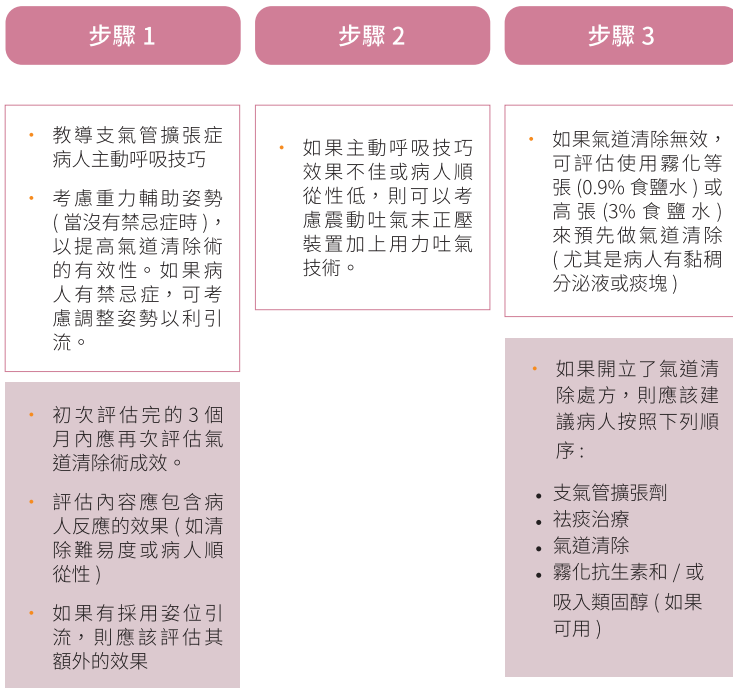 步驟 1
教導支氣管擴張症
病人主動呼吸技巧
考慮重力輔助姿勢
( 當沒有禁忌症時 )，
以提高氣道清除術
的有效性。如果病
人有禁忌症，可考
慮調整姿勢以利引
流。
初次評估完的 3 個
月內應再次評估氣
道清除術成效。
評估內容應包含病
人反應的效果 ( 如清
除難易度或病人順
從性 )
如果有採用姿位引
流，則應該評估其
額外的效果
步驟 2
如果主動呼吸技巧
效果不佳或病人順
從性低，則可以考
慮震動吐氣末正壓
裝置加上用力吐氣
技術。
步驟 3
如果氣道清除無效，
可評估使用霧化等
張 (0.9% 食鹽水 ) 或
高張 (3% 食鹽水 )
來預先做氣道清除
( 尤其是病人有黏稠
分泌液或痰塊 )
如果開立了氣道清
除處方，則應該建
議病人按照下列順
序 :
支氣管擴張劑
祛痰治療
氣道清除
霧化抗生素和 / 或
吸入類固醇 ( 如果
可用 )